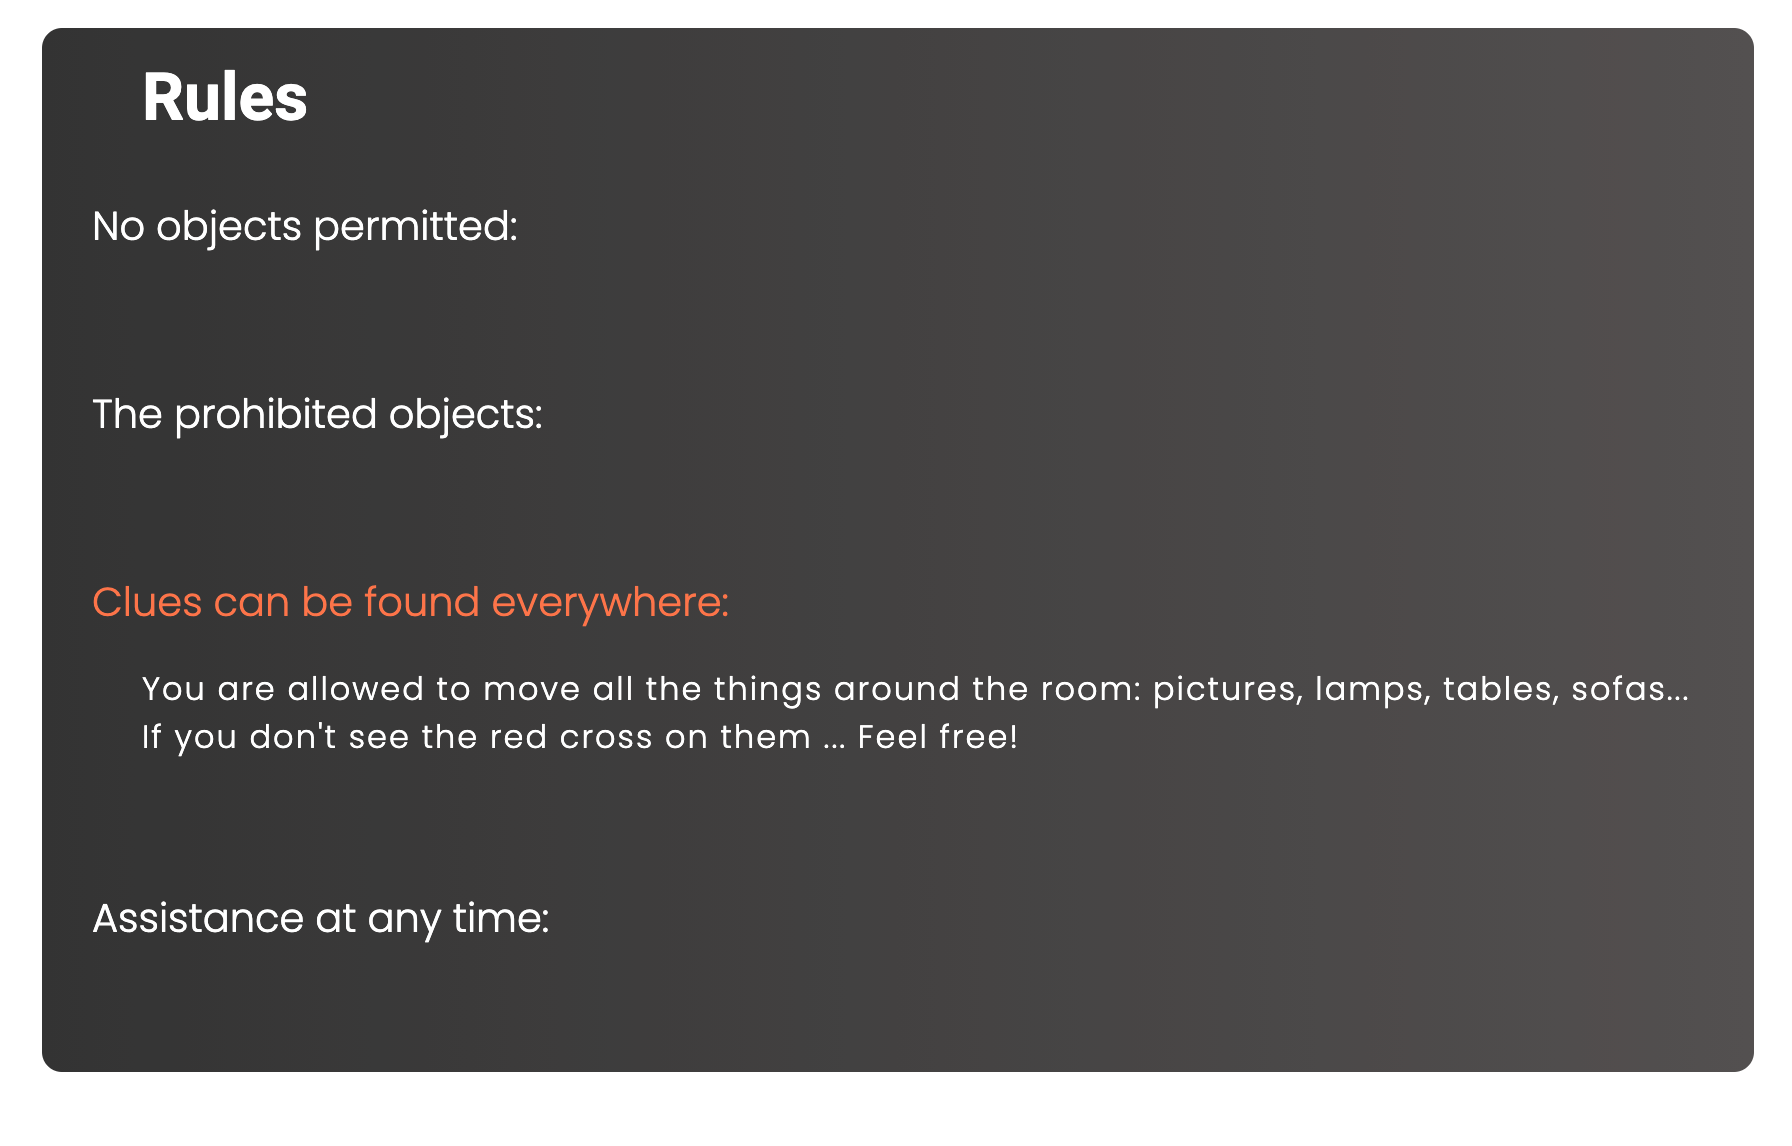 Rules
No objects permitted:
The prohibited objects:
Clues can be found everywhere:
You are allowed to move all the things around the room: pictures, lamps, tables, sofas...
If you don't see the red cross on them ... Feel free!
Assistance at any time: